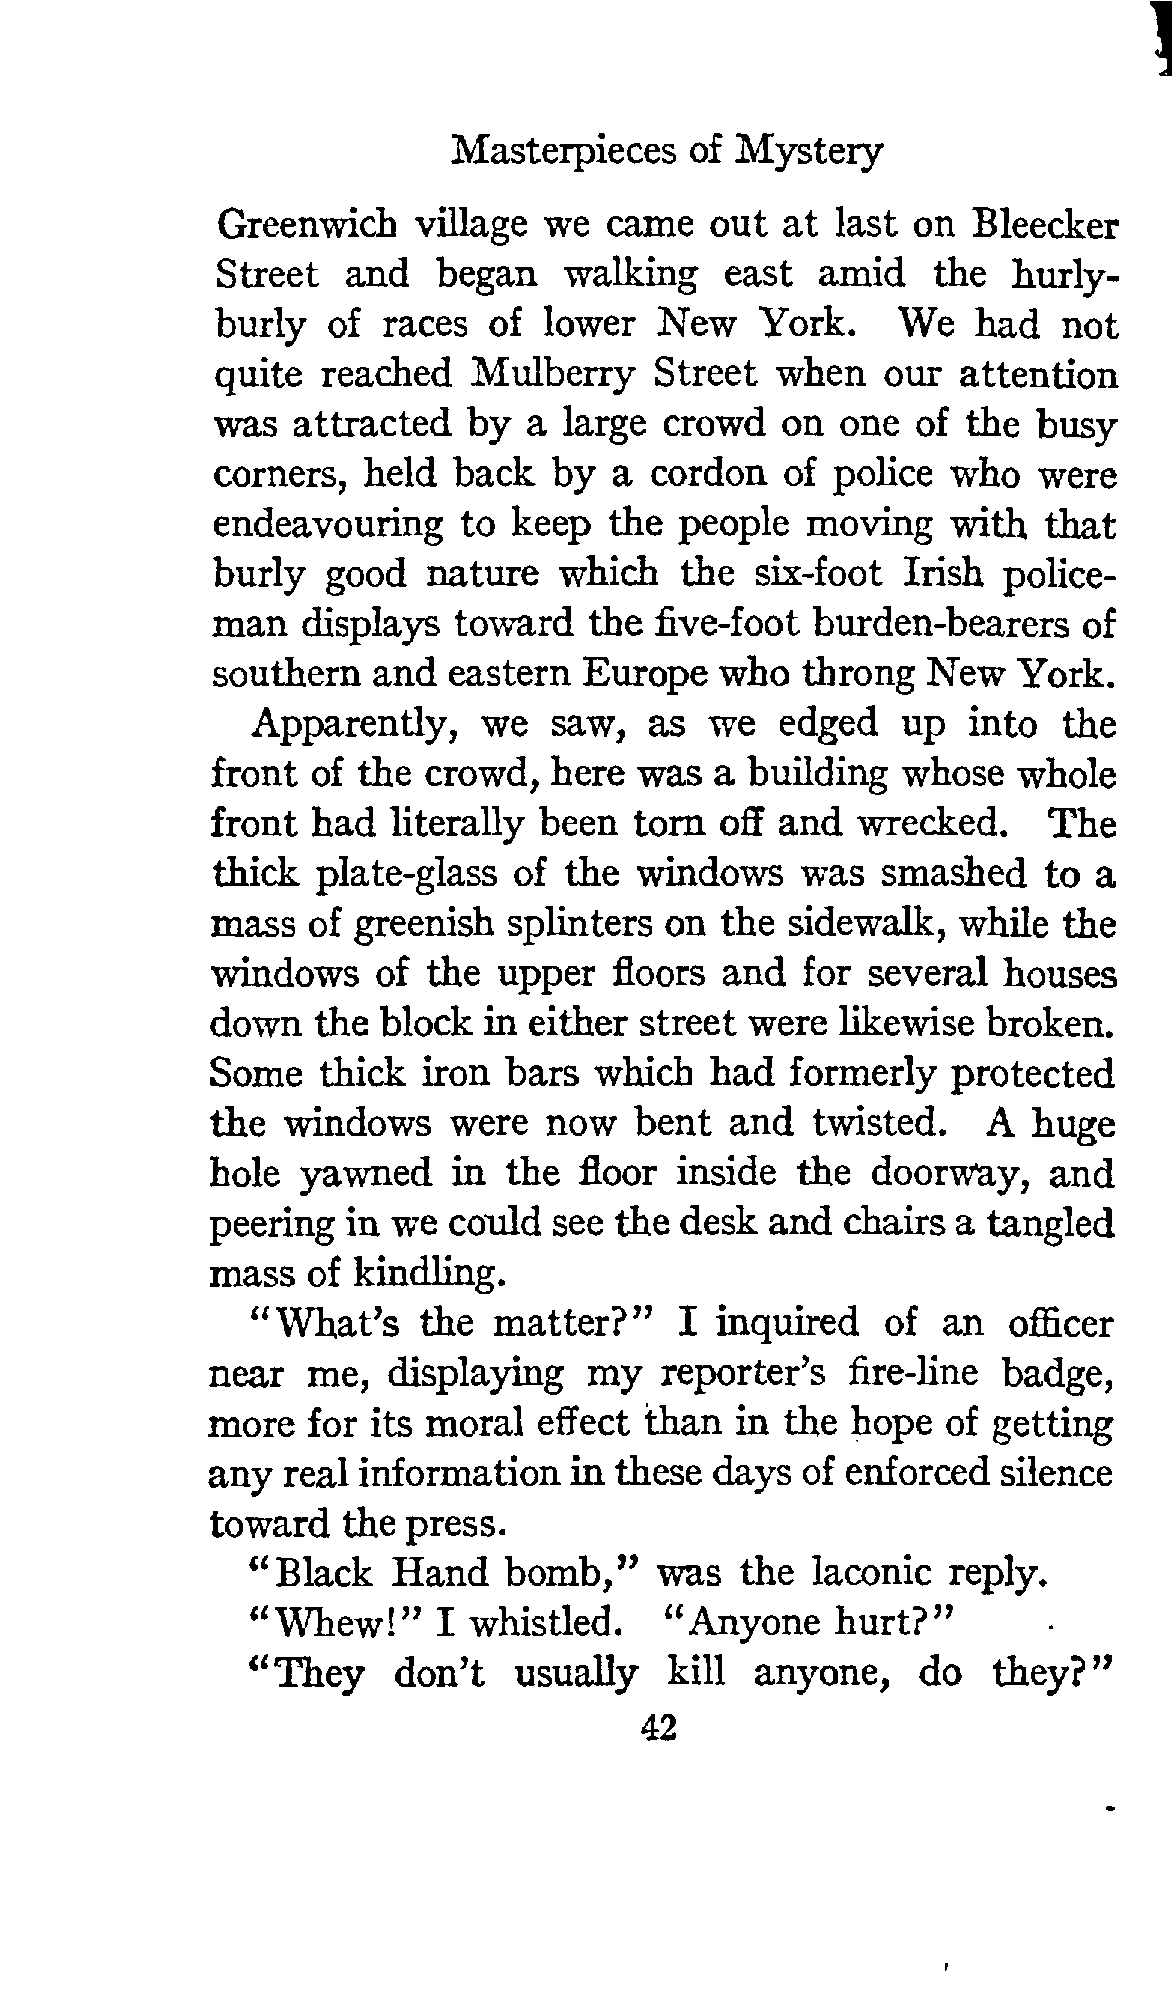 Masterpieces of Mystery
Greenwich village we came out at last on Bleecker
Street and began walking east amid the hurly-
burly of races of lower New York. We had not
quite reached Mulberry Street when our attention
was attracted by a large crowd on one of the busy
corners, held back by a cordon of police who were
endeavouring to keep the people moving with that
burly good nature which the six-foot Irish police-
man displays toward the five-foot burden-bearers of
southern and eastern Europe who throng New York.
Apparently, we saw, as we edged up into the
front of the crowd, here was a building whose whole
front had literally been torn off and wrecked. The
thick plate-glass of the windows was smashed to a
mass of greenish splinters on the sidewalk, while the
windows of the upper floors and for several houses
down the block in either street were likewise broken.
Some thick iron bars which had formerly protected
the windows were now bent and twisted. A huge
hole yawned in the floor inside the doorway, and
peering in we could see the desk and chairs a tangled
mass of kindling.
"What's the matter?" I inquired of an officer
near me, displaying my reporter's fire-line badge,
more for its moral effect than in the hope of getting
any real information in these days of enforced silence
toward the press.
"Black Hand bomb," was the laconic reply.
"Whew!" I whistled. "Anyone hurt?"
"They don't usually kill anyone, do they?"
42